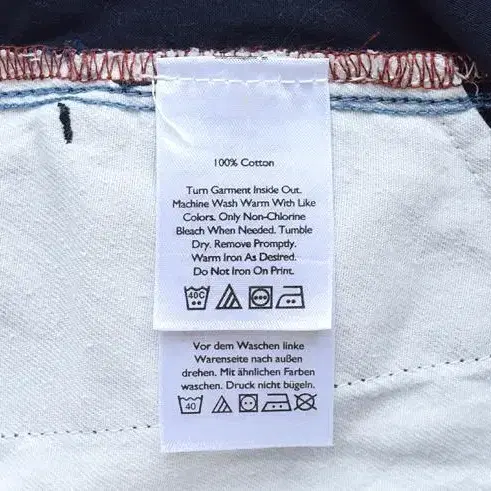 100% Cotton
Turn Garment Inside Out.
Machine Wash Warm With Like
Colors. Only Non-Chlorine
Bleach When Needed. Tumble
Dry. Remove Promptly.
Warm Iron As Desired.
Do Not Iron On Print.
40C
Vor dem Waschen linke
Warenseite nach außen
drehen. Mit ähnlichen Farben
waschen. Druck nicht bügeln.
40